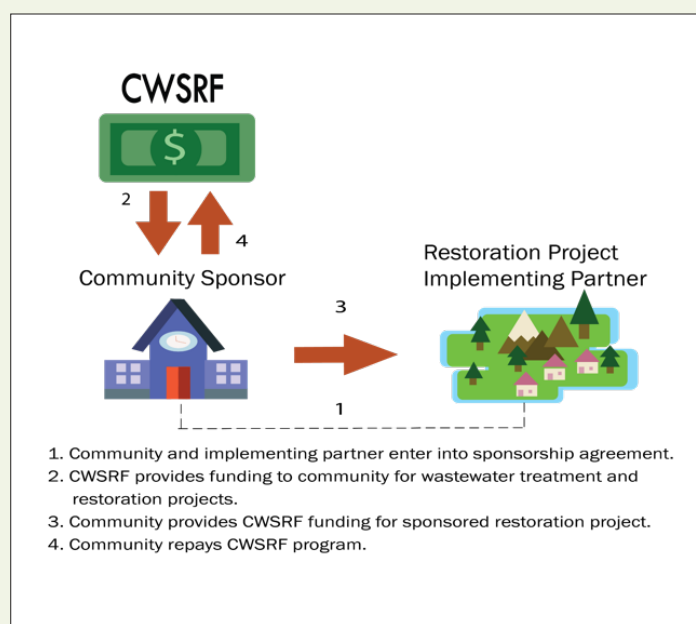 CWSRF
$
2
4
Community Sponsor
Restoration Project
Implementing Partner
3
1
1. Community and implementing partner enter into sponsorship agreement.
2. CWSRF provides funding to community for wastewater treatment and
restoration projects.
3. Community provides CWSRF funding for sponsored restoration project.
4. Community repays CWSRF program.